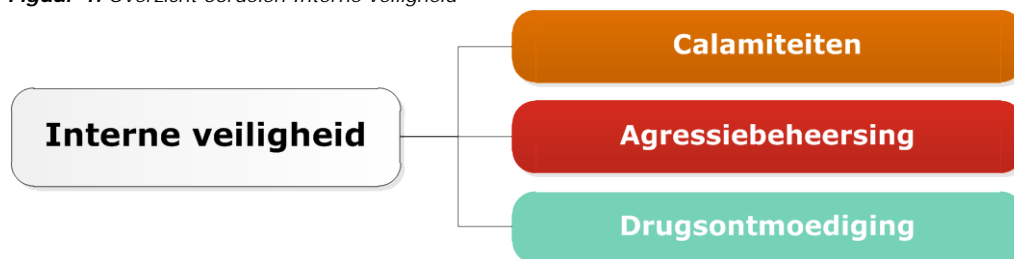 Interne veiligheid
Calamiteiten
Agressiebeheersing
Drugsontmoediging